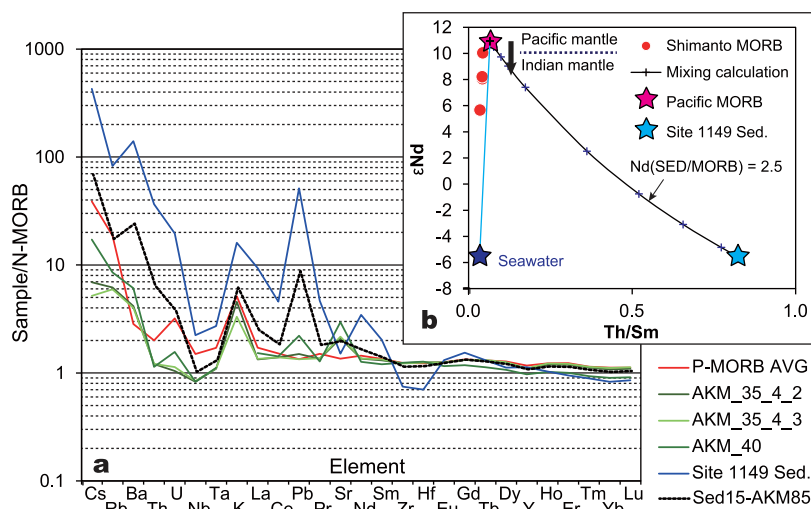 1000
100
10
1
0.1
Sample/N-MORB
a
Element
Cs Ba U Ta La Pb Sr Sm Hf Gd Dy Ho Tm Lu
Rb Th Nb K Ce Pr Nd Zr Eu Tb Y Er Yb
12
10
8
6
4
2
0
-2
-4
-6
-8
εNd
0.0 0.5 1.0
Th/Sm
b
Pacific mantle
Indian mantle
Shimanto MORB
Mixing calculation
Pacific MORB
Site 1149 Sed.
Nd(SED/MORB) = 2.5
Seawater
P-MORB AVG
AKM_35_4_2
AKM_35_4_3
AKM_40
Site 1149 Sed.
Sed15-AKM85